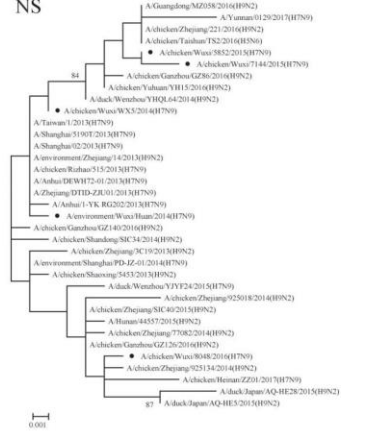 NS
A/Guangdong/MZ058/2016(H9N2)
A/Yunnan/0129/2017(H7N9)
A/chicken/Zhejiang/221/2016(H9N2)
A/chicken/Taishun/TS2/2016(H5N6)
A/chicken/Wuxi/5852/2015(H7N9)
A/chicken/Wuxi/7144/2015(H7N9)
84
A/chicken/Ganzhou/GZ86/2016(H9N2)
A/chicken/Yuhuan/YH15/2016(H9N2)
A/duck/Wenzhou/YHQL64/2014(H9N2)
A/chicken/Wuxi/WX5/2014(H7N9)
A/Taiwan/1/2013(H7N9)
A/Shanghai/5190T/2013(H7N9)
A/Shanghai/02/2013(H7N9)
A/environment/Zhejiang/14/2013(H9N2)
A/chicken/Rizhao/515/2013(H7N9)
A/Anhui/DEWH72-01/2013(H7N9)
A/Zhejiang/DTID-ZJU01/2013(H7N9)
A/Anhui/1-YK RG202/2013(H7N9)
A/environment/Wuxi/Huan/2014(H7N9)
A/chicken/Ganzhou/GZ140/2016(H9N2)
A/chicken/Shandong/SIC34/2014(H9N2)
A/chicken/Zhejiang/3C19/2013(H9N2)
A/environment/Shanghai/PD-JZ-01/2014(H7N9)
A/chicken/Shaoxing/5453/2013(H9N2)
A/duck/Wenzhou/YJYF24/2015(H7N9)
A/chicken/Zhejiang/925018/2014(H9N2)
A/chicken/Zhejiang/SIC40/2015(H9N2)
A/Hunan/44557/2015(H9N2)
A/chicken/Zhejiang/77082/2014(H9N2)
A/chicken/Ganzhou/GZ126/2016(H9N2)
A/chicken/Wuxi/8048/2016(H7N9)
A/chicken/Zhejiang/925134/2014(H9N2)
A/chicken/Heinan/ZZ01/2017(H7N9)
A/duck/Japan/AQ-HE28/2015(H9N2)
87
A/duck/Japan/AQ-HE5/2015(H9N2)
0.001